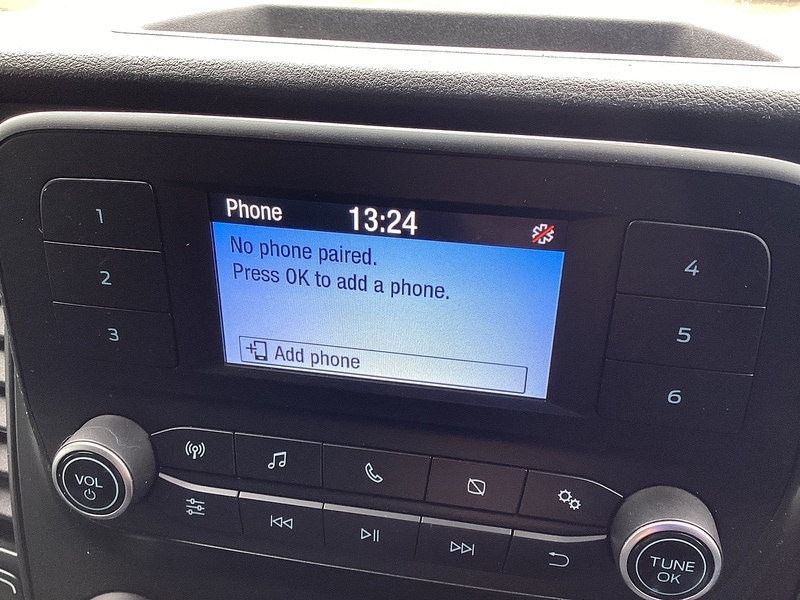 Phone 13:24
No phone paired.
Press OK to add a phone.
Add phone
1
2
3
4
5
6
VOL
TUNE
OK